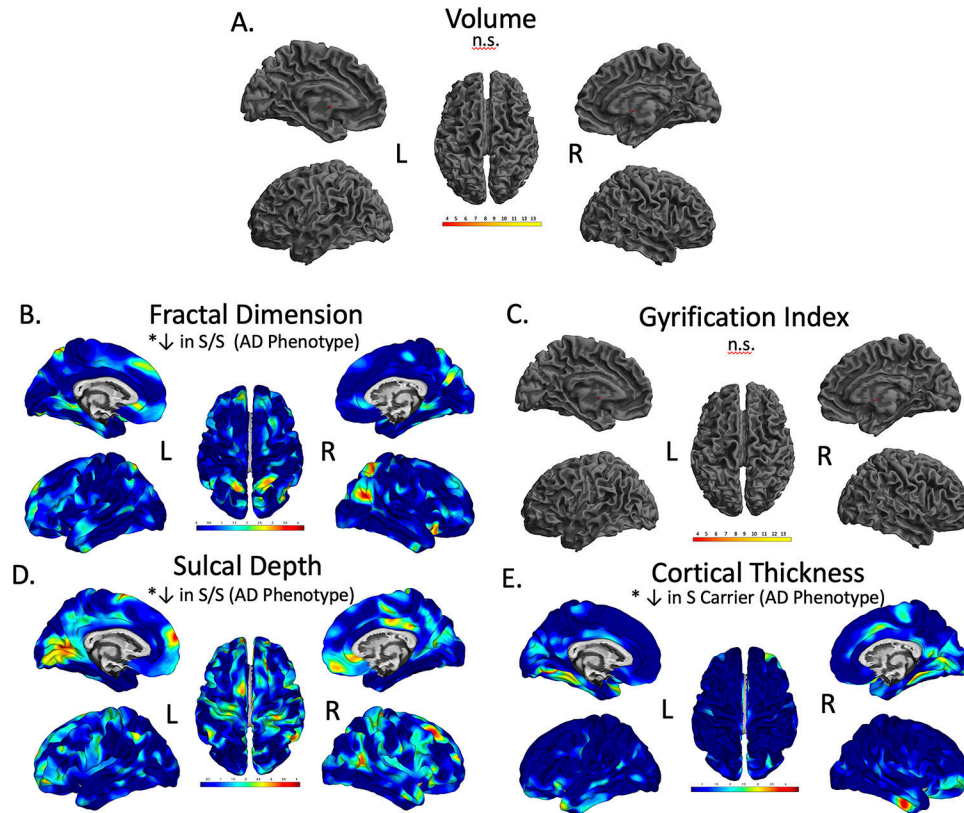 A.
Volume
n.s.
L
R
4 5 6 7 8 9 10 11 12 13
B.
Fractal Dimension
*↓ in S/S (AD Phenotype)
L
R
C.
Gyrification Index
n.s.
L
R
4 5 6 7 8 9 10 11 12 13
D.
Sulcal Depth
*↓ in S/S (AD Phenotype)
L
R
E.
Cortical Thickness
* ↓ in S Carrier (AD Phenotype)
L
R